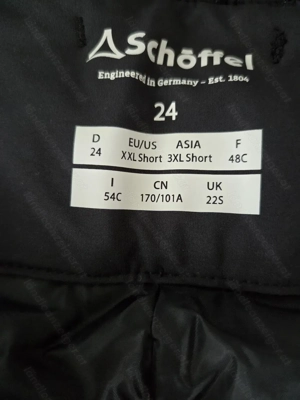 Schöffel
Engineered in Germany – Est. 1804
24
D EU/US ASIA F
24 XXL Short 3XL Short 48C
I CN UK
54C 170/101A 22S